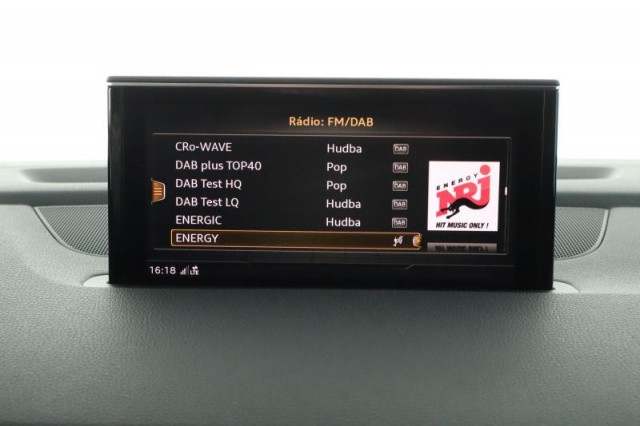 Rádio: FM/DAB
CRo-WAVE Hudba DAB
DAB plus TOP40 Pop DAB
DAB Test HQ Pop DAB
DAB Test LQ Hudba DAB
ENERGIC Hudba DAB
ENERGY
ENERGY
NRJ
HIT MUSIC ONLY !
16:18 LTE